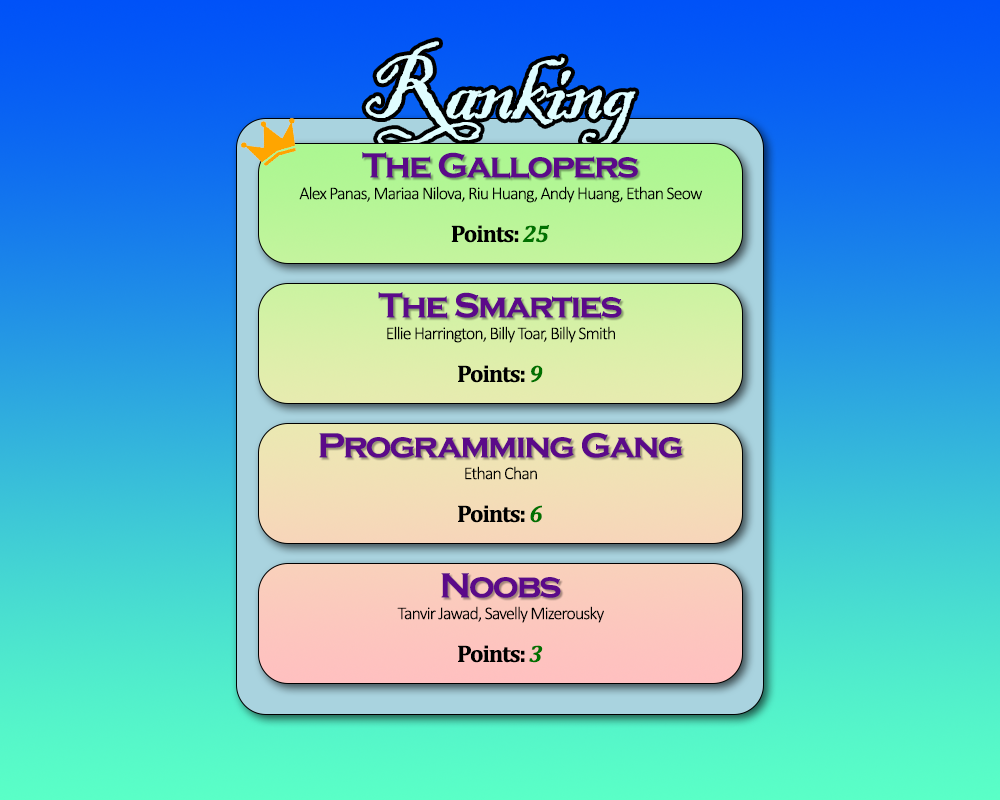 Ranking
The Gallopers
Alex Panas, Mariaa Nilova, Riu Huang, Andy Huang, Ethan Seow
Points: 25
The Smarties
Ellie Harrington, Billy Toar, Billy Smith
Points: 9
Programming Gang
Ethan Chan
Points: 6
Noobs
Tanvir Jawad, Savelly Mizerousky
Points: 3